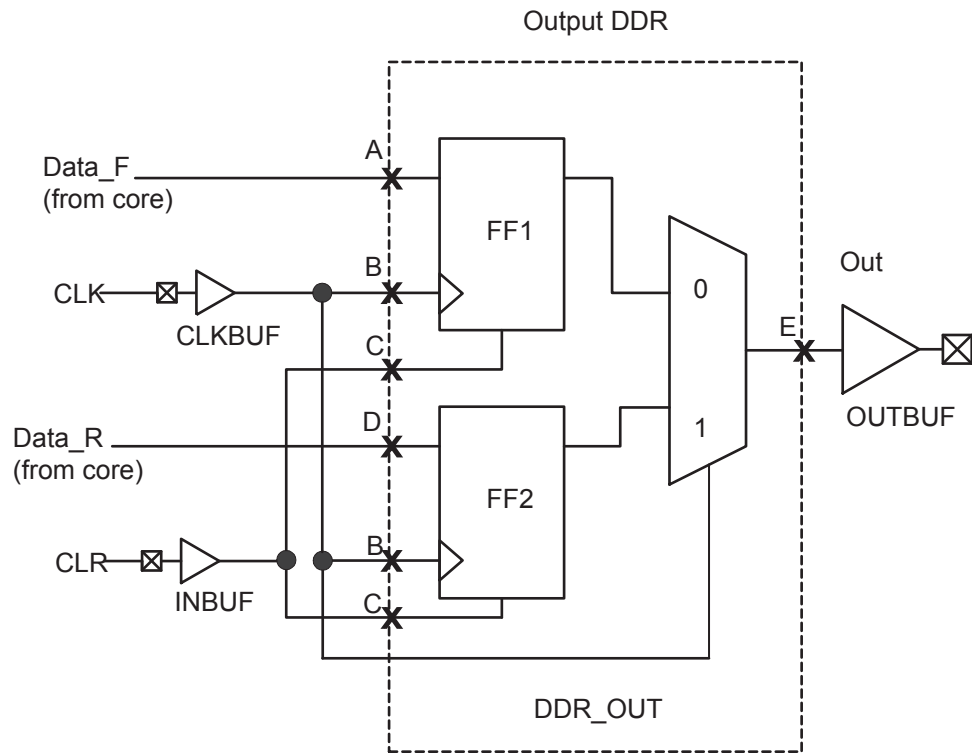 Output DDR
A
Data_F
(from core)
FF1
B
CLK
CLKBUF
0
Out
C
E
D
Data_R
(from core)
1
OUTBUF
FF2
B
CLR
INBUF
C
DDR_OUT